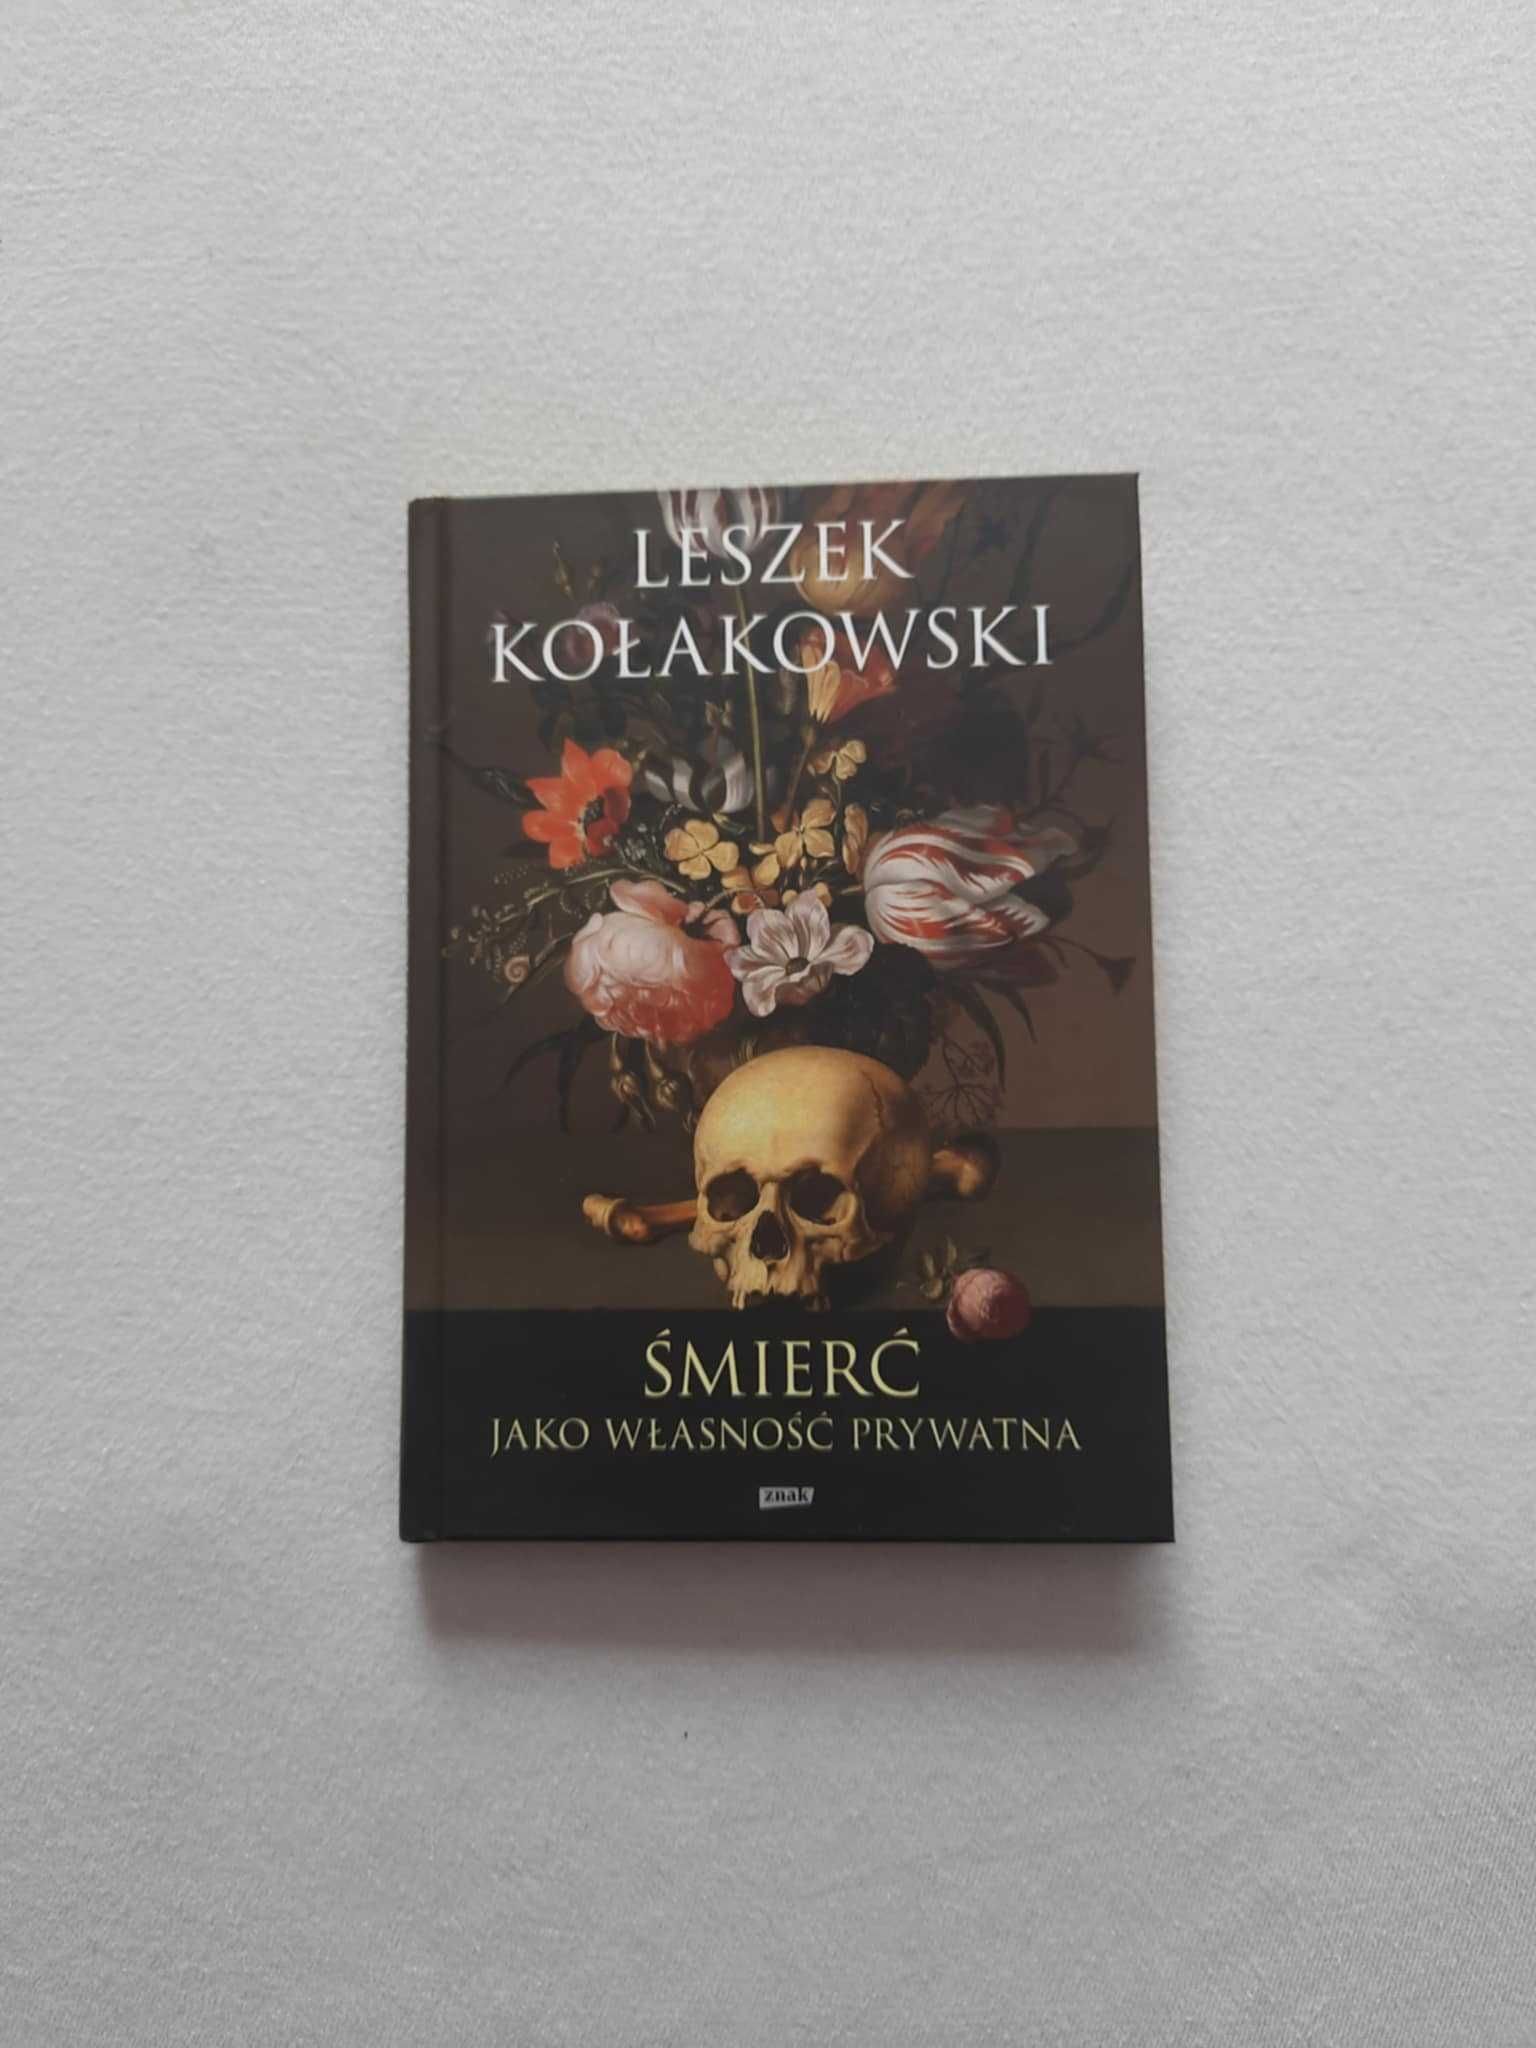 LESZEK
KOŁAKOWSKI
ŚMIERĆ
JAKO WŁASNOŚĆ PRYWATNA
znak